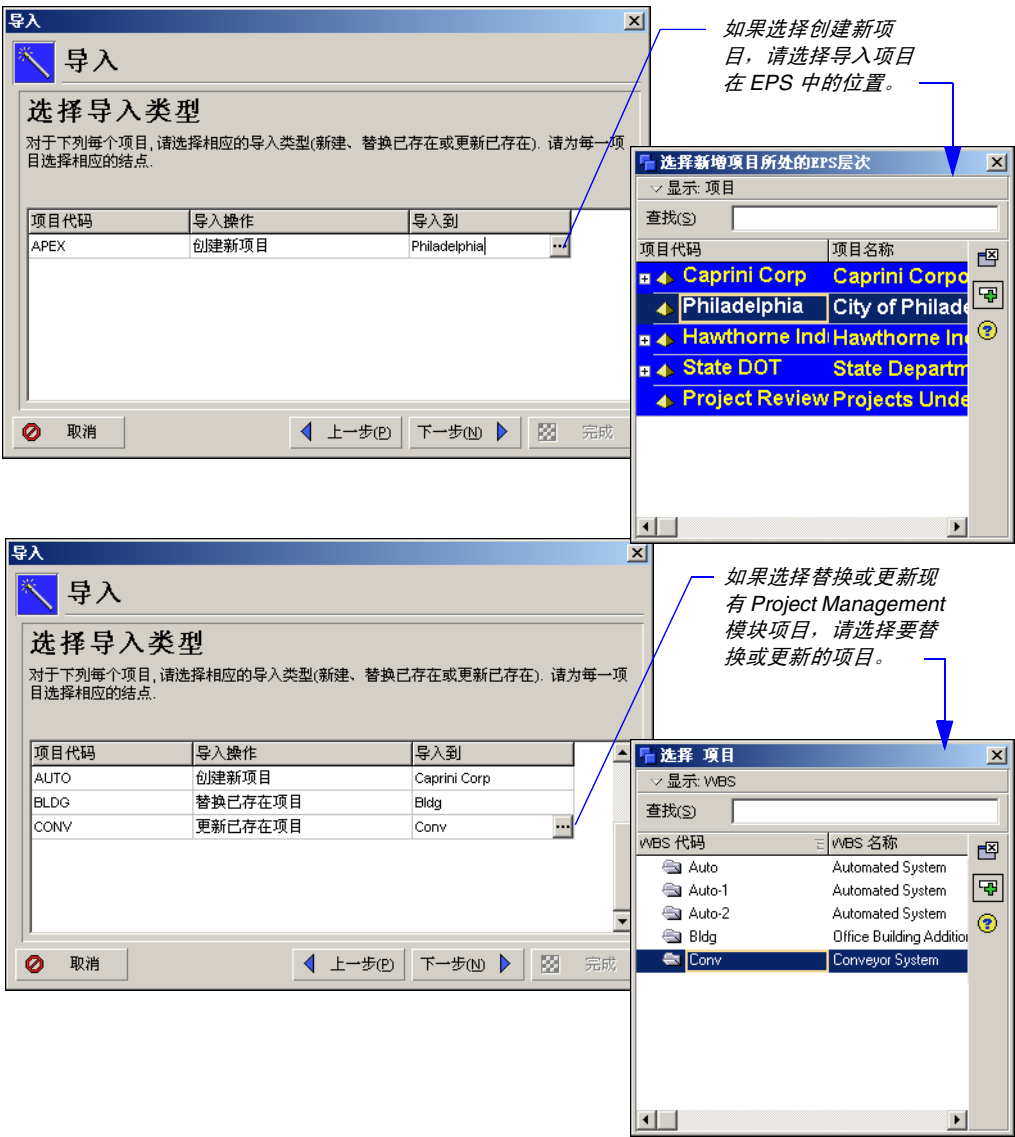 导入
导入
选择导入类型
对于下列每个项目,请选择相应的导入类型(新建、替换已存在或更新已存在). 请为每一项
目选择相应的结点.
项目代码 导入操作 导入到
APEX 创建新项目 Philadelphia
取消 上一步(P) 下一步(N) 完成
如果选择创建新项
目，请选择导入项目
在 EPS 中的位置。
选择新增项目所处的EPS层次
显示: 项目
查找(S)
项目代码 项目名称
Caprini Corp Caprini Corpo
Philadelphia City of Philade
Hawthorne Ind Hawthorne In
State DOT State Departm
Project Review Projects Unde
导入
导入
选择导入类型
对于下列每个项目,请选择相应的导入类型(新建、替换已存在或更新已存在). 请为每一项
目选择相应的结点.
项目代码 导入操作 导入到
AUTO 创建新项目 Caprini Corp
BLDG 替换已存在项目 Bldg
CONV 更新已存在项目 Conv
取消 上一步(P) 下一步(N) 完成
如果选择替换或更新现
有 Project Management
模块项目，请选择要替
换或更新的项目。
选择 项目
显示: WBS
查找(S)
WBS 代码 WBS 名称
Auto Automated System
Auto-1 Automated System
Auto-2 Automated System
Bldg Office Building Additio
Conv Conveyor System